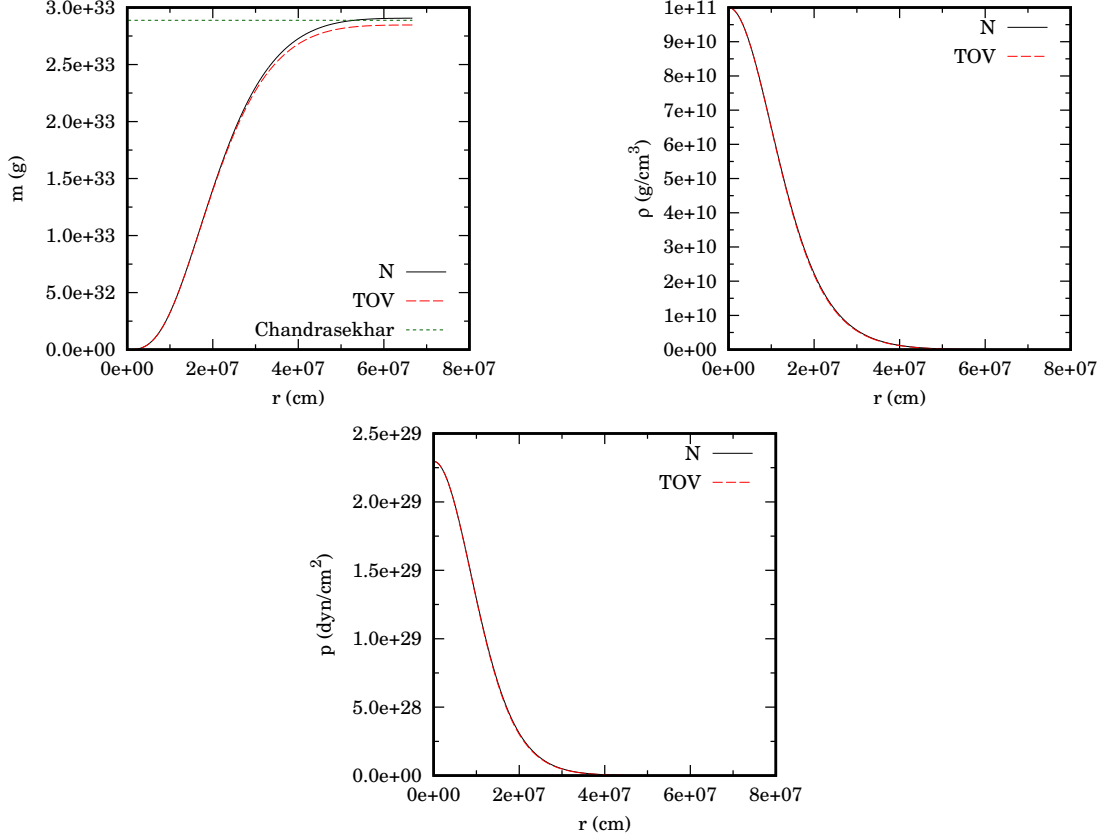 3.0e+33
2.5e+33
2.0e+33
1.5e+33
1.0e+33
5.0e+32
0.0e+00
m (g)
N
TOV
Chandrasekhar
0e+00 2e+07 4e+07 6e+07 8e+07
r (cm)
1e+11
9e+10
8e+10
7e+10
6e+10
5e+10
4e+10
3e+10
2e+10
1e+10
0e+00
ρ (g/cm³)
N
TOV
0e+00 2e+07 4e+07 6e+07 8e+07
r (cm)
2.5e+29
2.0e+29
1.5e+29
1.0e+29
5.0e+28
0.0e+00
p (dyn/cm²)
N
TOV
0e+00 2e+07 4e+07 6e+07 8e+07
r (cm)